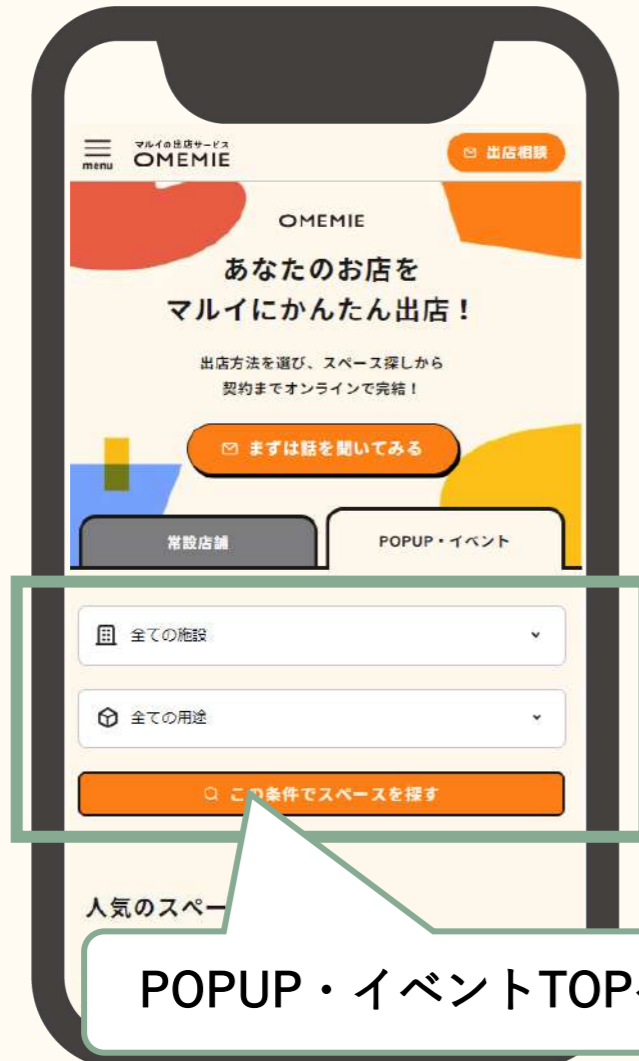 menu
マルイの出店サービス
OMEMIE
出店相談
OMEMIE
あなたのお店を
マルイにかんたん出店！
出店方法を選び、スペース探しから
契約までオンラインで完結！
まずは話を聞いてみる
常設店舗
POPUP・イベント
全ての施設
全ての用途
この条件でスペースを探す
人気のスペー
POPUP・イベントTOP